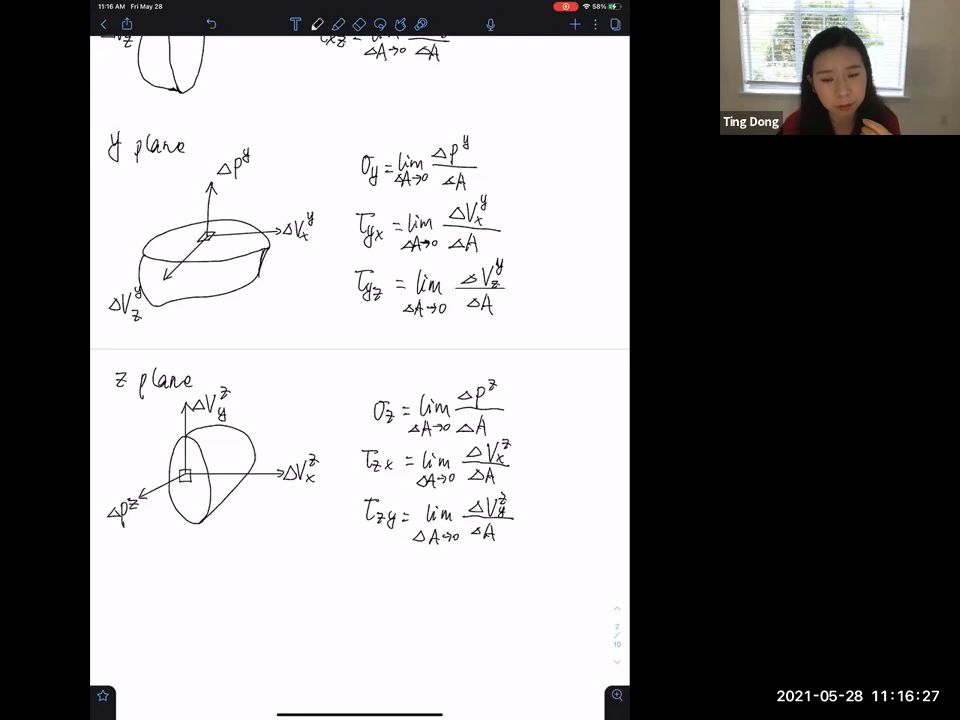 11:16 AM Fri May 28
58%
ΔA→0 ΔA
Y plane
ΔP^y
ΔV_x^y
ΔV_z^y
σ_y = lim_{ΔA→0} ΔP^y / ΔA
τ_yx = lim_{ΔA→0} ΔV_x^y / ΔA
τ_yz = lim_{ΔA→0} ΔV_z^y / ΔA
z plane
ΔV_y^z
ΔV_x^z
ΔP^z
σ_z = lim_{ΔA→0} ΔP^z / ΔA
τ_zx = lim_{ΔA→0} ΔV_x^z / ΔA
τ_zy = lim_{ΔA→0} ΔV_y^z / ΔA
2
/
10
Ting Dong
2021-05-28 11:16:27